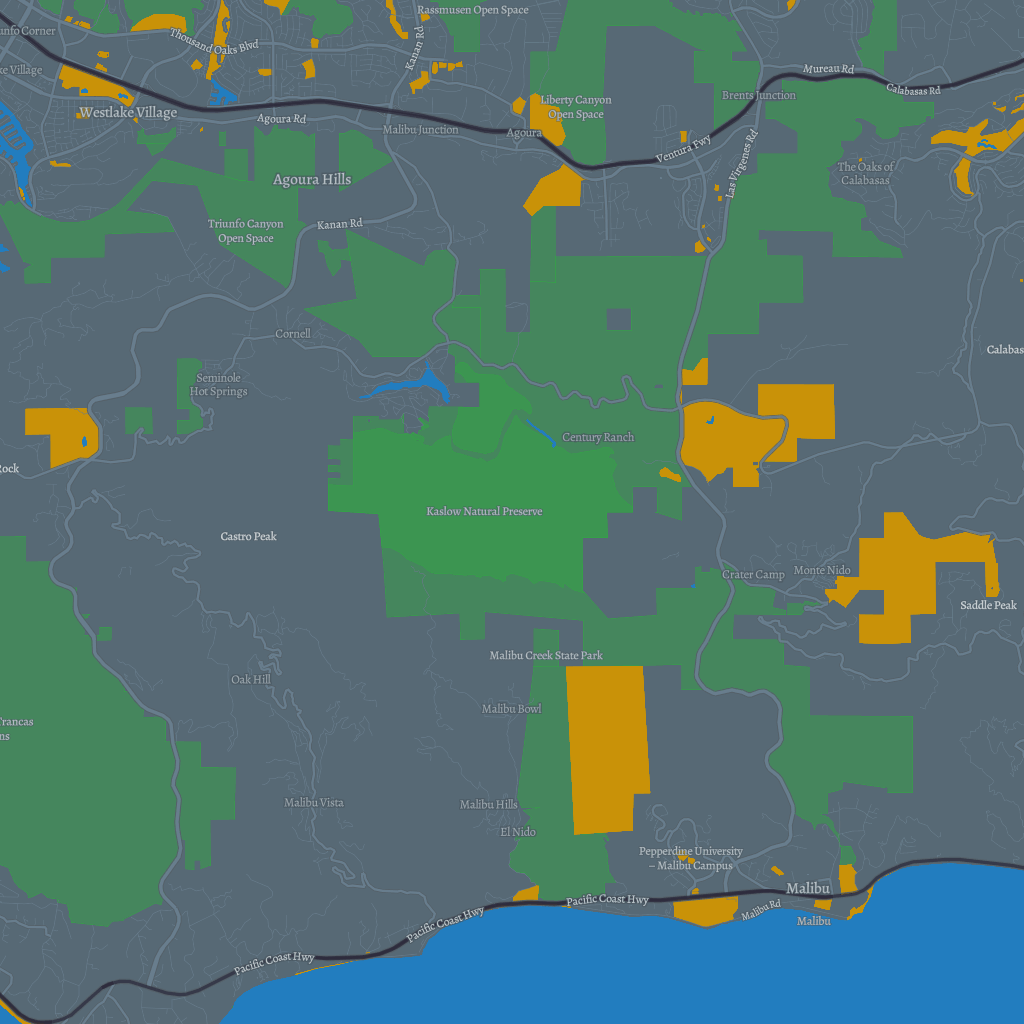 Rassmusen Open Space
unfo Corner
Thousand Oaks Blvd
Kanan Rd
ke Village
Mureau Rd
Calabasas Rd
Brents Junction
Liberty Canyon
Open Space
Westlake Village
Agoura Rd
Malibu Junction
Agoura
Ventura Fwy
Las Virgenes Rd
The Oaks of
Calabasas
Agoura Hills
Triunfo Canyon
Open Space
Kanan Rd
Cornell
Calabas
Seminole
Hot Springs
Century Ranch
Rock
Kaslow Natural Preserve
Castro Peak
Crater Camp
Monte Nido
Saddle Peak
Malibu Creek State Park
Oak Hill
Malibu Bowl
Trancas
ns
Malibu Vista
Malibu Hills
El Nido
Pepperdine University
– Malibu Campus
Malibu
Pacific Coast Hwy
Malibu Rd
Malibu
Pacific Coast Hwy
Pacific Coast Hwy